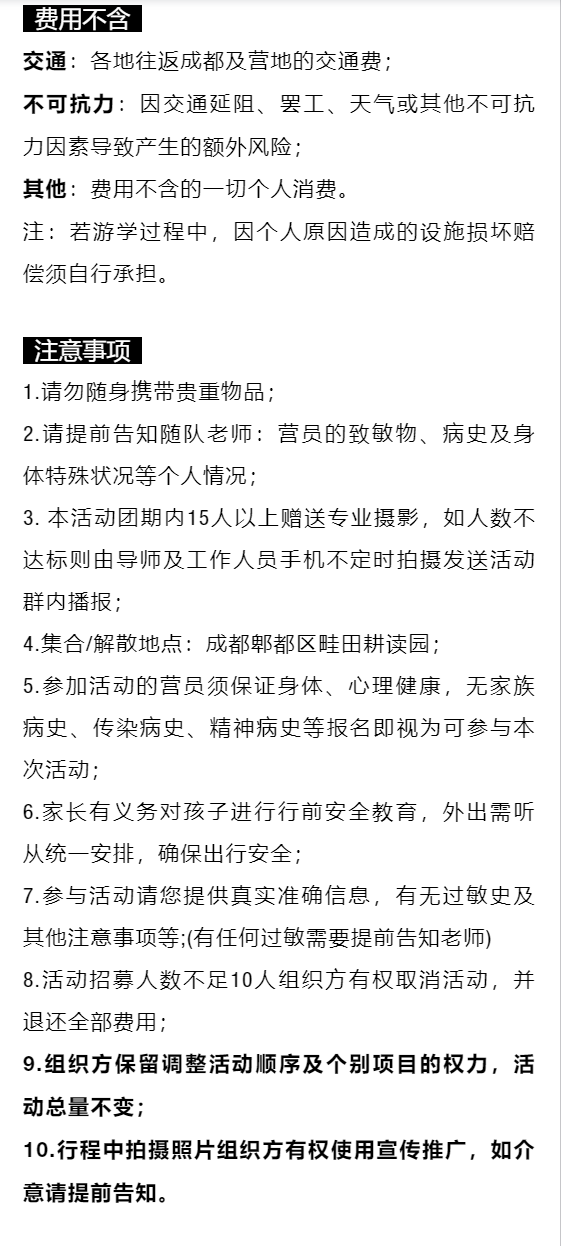 费用不含
交通：各地往返成都及营地的交通费；
不可抗力：因交通延阻、罢工、天气或其他不可抗
力因素导致产生的额外风险；
其他：费用不含的一切个人消费。
注：若游学过程中，因个人原因造成的设施损坏赔
偿须自行承担。
注意事项
1.请勿随身携带贵重物品；
2.请提前告知随队老师：营员的致敏物、病史及身
体特殊状况等个人情况；
3. 本活动团期内15人以上赠送专业摄影，如人数不
达标则由导师及工作人员手机不定时拍摄发送活动
群内播报；
4.集合/解散地点：成都郫都区畦田耕读园；
5.参加活动的营员须保证身体、心理健康，无家族
病史、传染病史、精神病史等报名即视为可参与本
次活动；
6.家长有义务对孩子进行行前安全教育，外出需听
从统一安排，确保出行安全；
7.参与活动请您提供真实准确信息，有无过敏史及
其他注意事项等;(有任何过敏需要提前告知老师)
8.活动招募人数不足10人组织方有权取消活动，并
退还全部费用；
9.组织方保留调整活动顺序及个别项目的权力，活
动总量不变；
10.行程中拍摄照片组织方有权使用宣传推广，如介
意请提前告知。